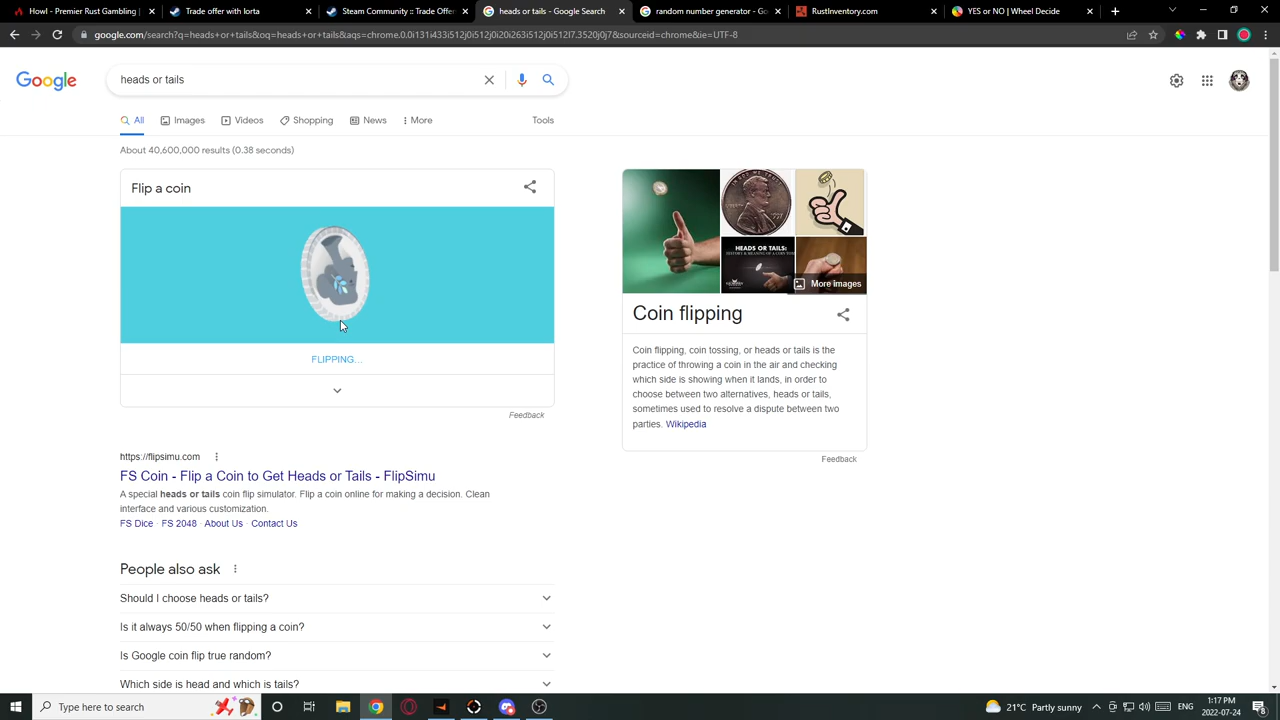 Howl | Free to play Rust
Trade offer
Steam Community :: Trade Offer
heads or tails - Google Search
random generator - Go
RustInventory.com
YES or NO | Wheel Decide
google.com/search?q=heads+or+tails&oq=heads+or+tails&aqs=chrome.0.0i131i433i512j0i512j0i20i263i512j0i512l7.3520j0j7&sourceid=chrome&ie=UTF-8
Google
heads or tails
All
Images
Videos
Shopping
News
More
Tools
About 40,600,000 results (0.38 seconds)
Flip a coin
FLIPPING...
Feedback
https://flipsimu.com
FS Coin - Flip a Coin to Get Heads or Tails - FlipSimu
A special heads or tails coin flip simulator. Flip a coin online for making a decision. Clean
interface and various customization.
FS Dice · FS 2048 · About Us · Contact Us
People also ask
Should I choose heads or tails?
Is it always 50/50 when flipping a coin?
Is Google coin flip true random?
Which side is head and which is tails?
HEADS OR TAILS:
More images
Coin flipping
Coin flipping, coin tossing, or heads or tails is the
practice of throwing a coin in the air and checking
which side is showing when it lands, in order to
choose between two alternatives, heads or tails,
sometimes used to resolve a dispute between two
parties. Wikipedia
Feedback
Type here to search
21°C Partly sunny
ENG
1:17 PM
2022-07-24
8